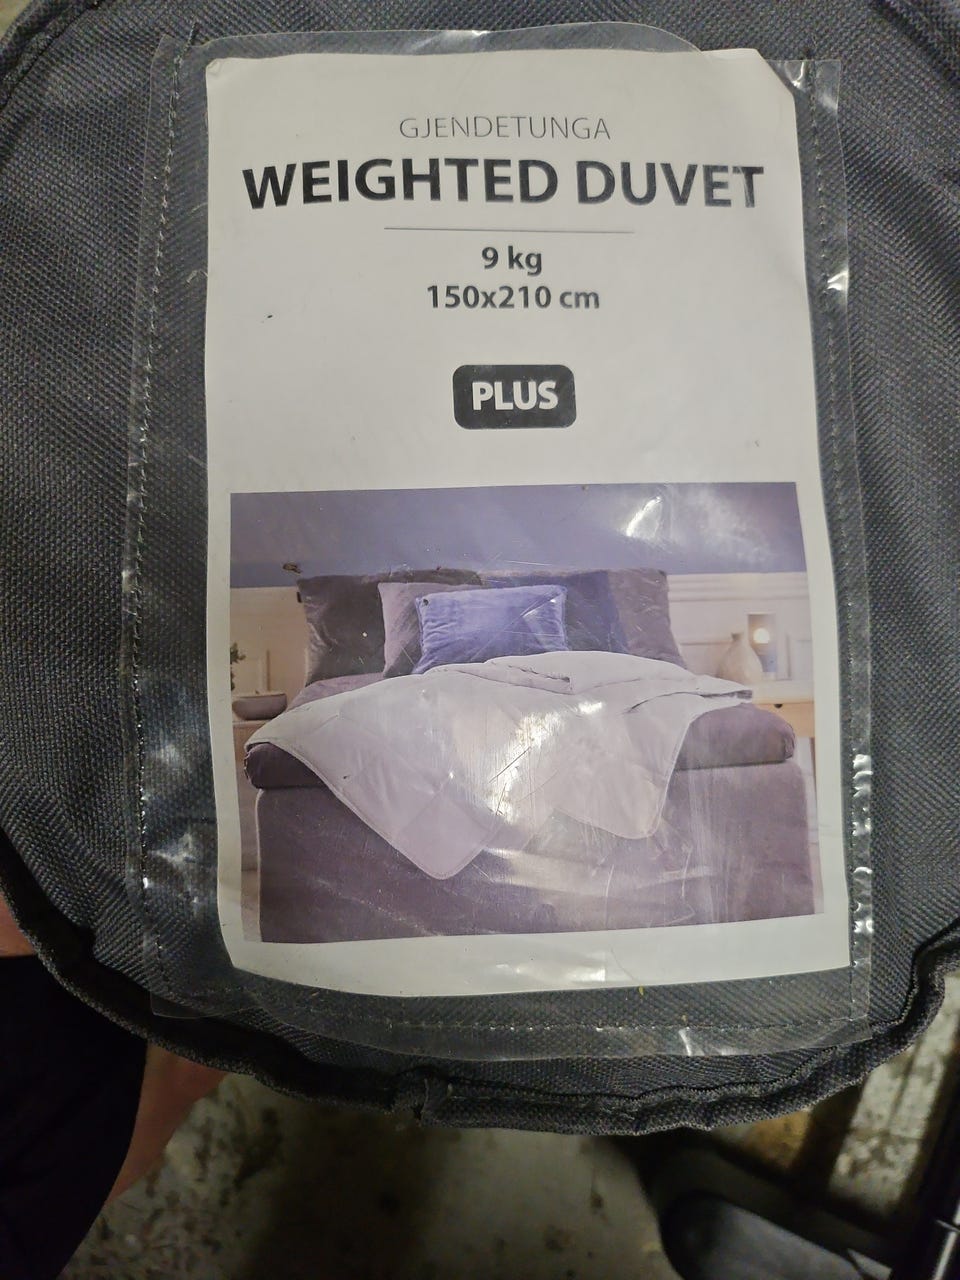 GJENDETUNGA
WEIGHTED DUVET
9 kg
150x210 cm
PLUS